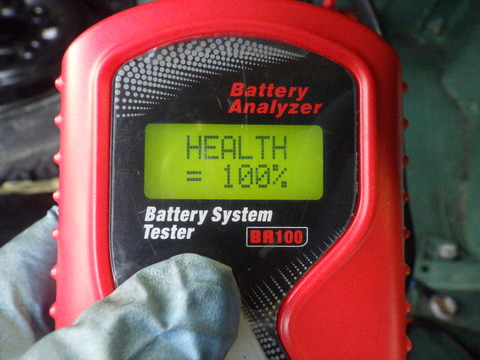 Battery
Analyzer
HEALTH
= 100%
Battery System
Tester
BR100